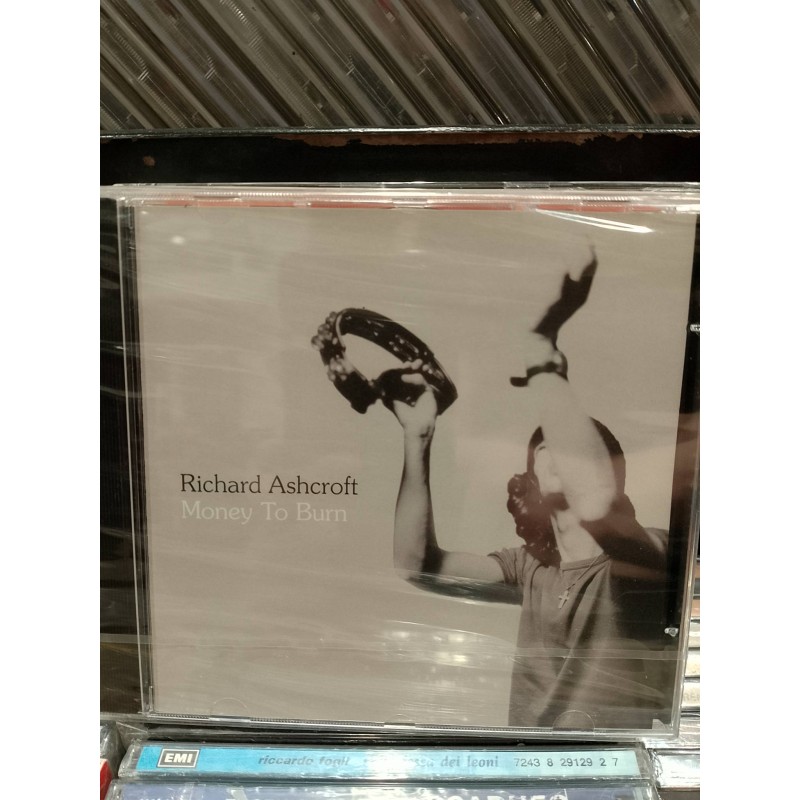 Richard Ashcroft
Money To Burn
EMI riccardo fogli dei leoni 7243 8 29129 2 7